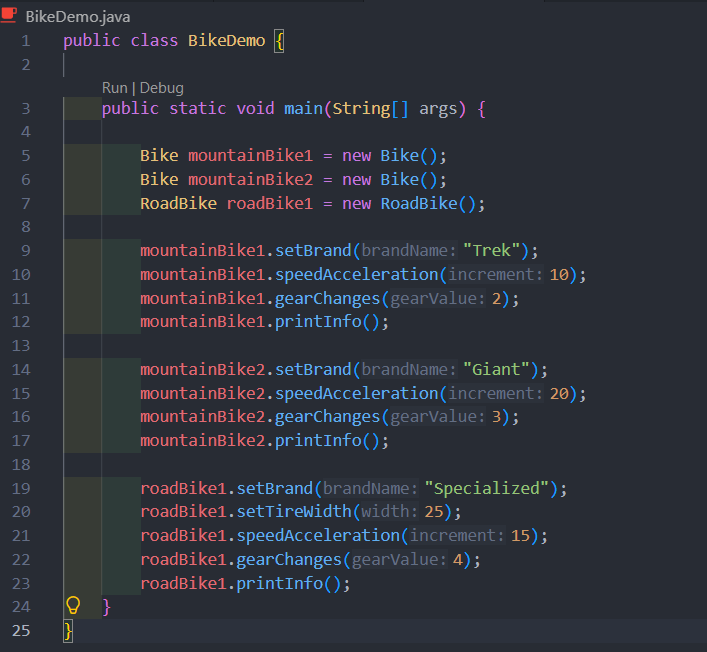 BikeDemo.java
1 public class BikeDemo {
2
Run | Debug
3 public static void main(String[] args) {
4
5 Bike mountainBike1 = new Bike();
6 Bike mountainBike2 = new Bike();
7 RoadBike roadBike1 = new RoadBike();
8
9 mountainBike1.setBrand(brandName: "Trek");
10 mountainBike1.speedAcceleration(increment: 10);
11 mountainBike1.gearChanges(gearValue: 2);
12 mountainBike1.printInfo();
13
14 mountainBike2.setBrand(brandName: "Giant");
15 mountainBike2.speedAcceleration(increment: 20);
16 mountainBike2.gearChanges(gearValue: 3);
17 mountainBike2.printInfo();
18
19 roadBike1.setBrand(brandName: "Specialized");
20 roadBike1.setTireWidth(width: 25);
21 roadBike1.speedAcceleration(increment: 15);
22 roadBike1.gearChanges(gearValue: 4);
23 roadBike1.printInfo();
24 }
25 }